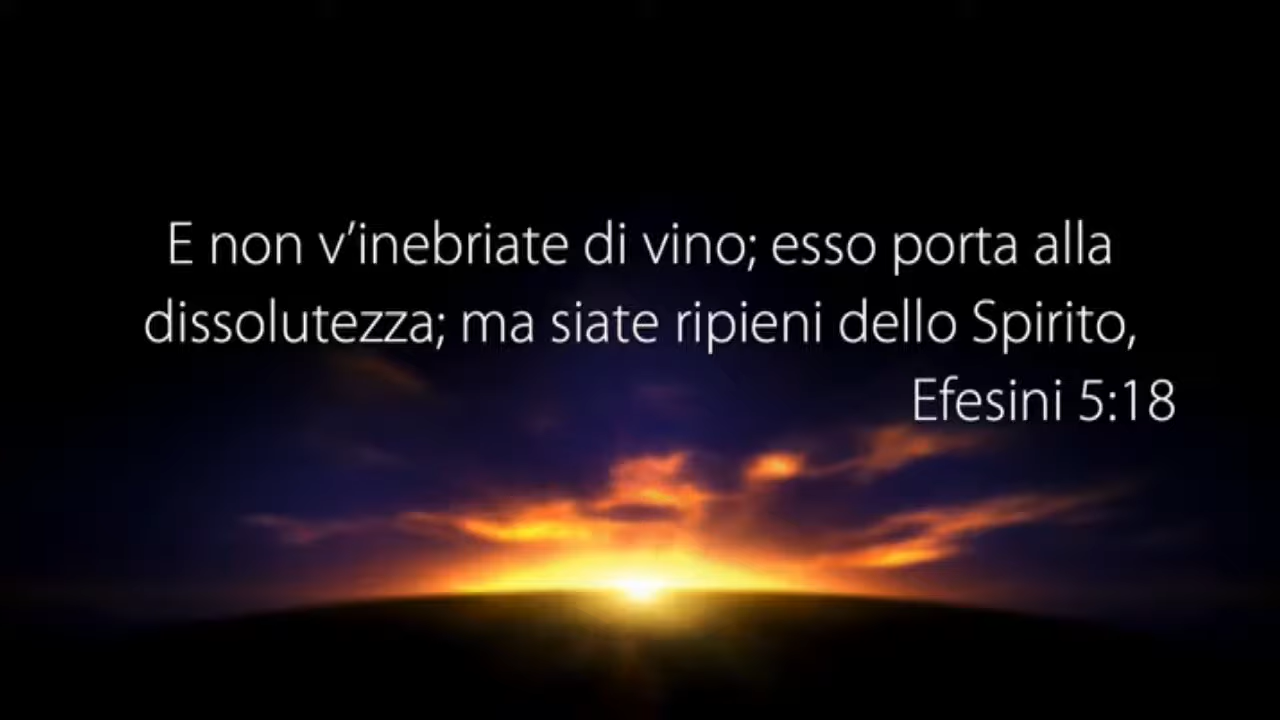 E non v’inebriate di vino; esso porta alla
dissolutezza; ma siate ripieni dello Spirito,
Efesini 5:18